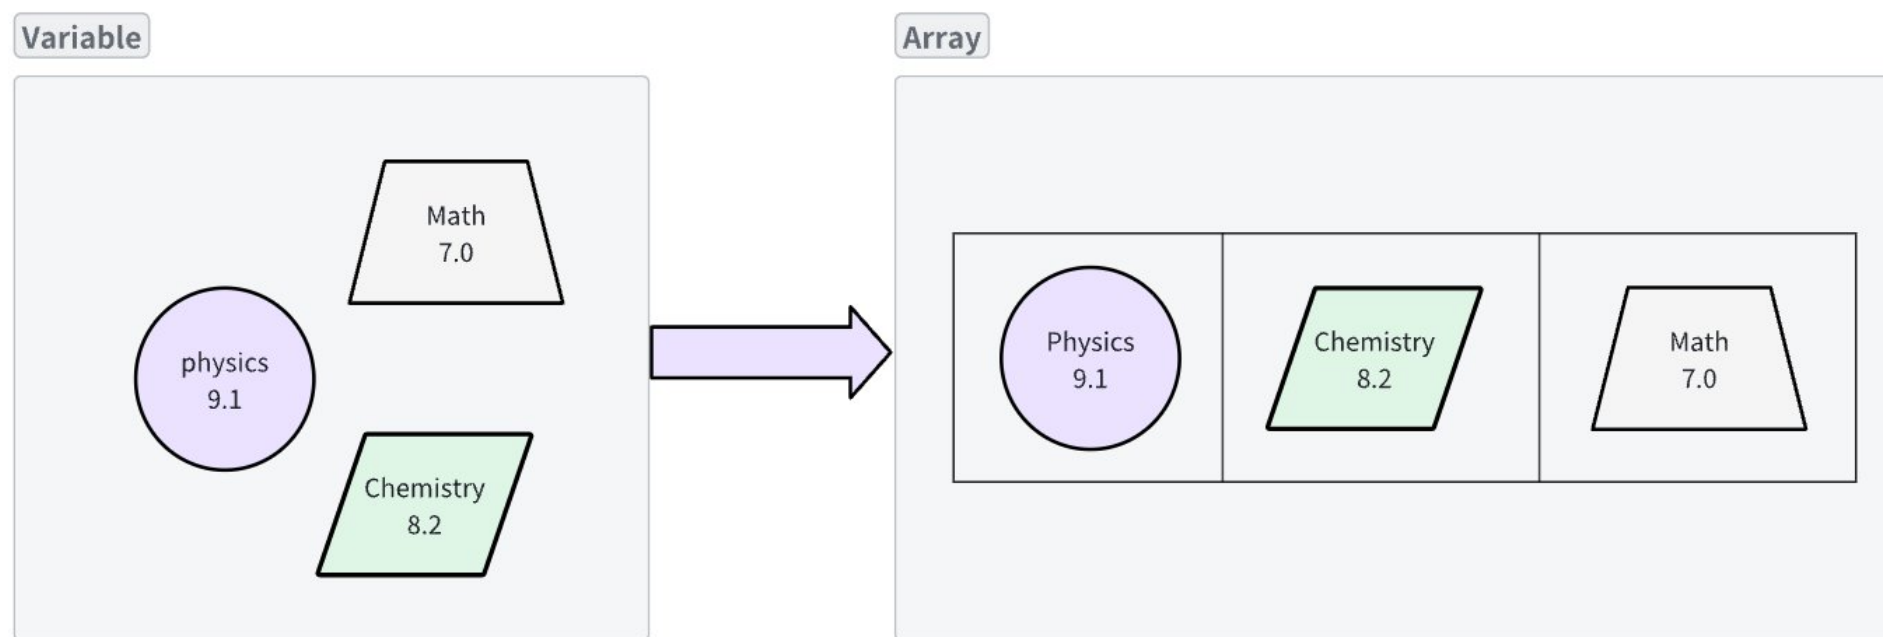 Variable
Math
7.0
physics
9.1
Chemistry
8.2
Array
Physics
9.1
Chemistry
8.2
Math
7.0